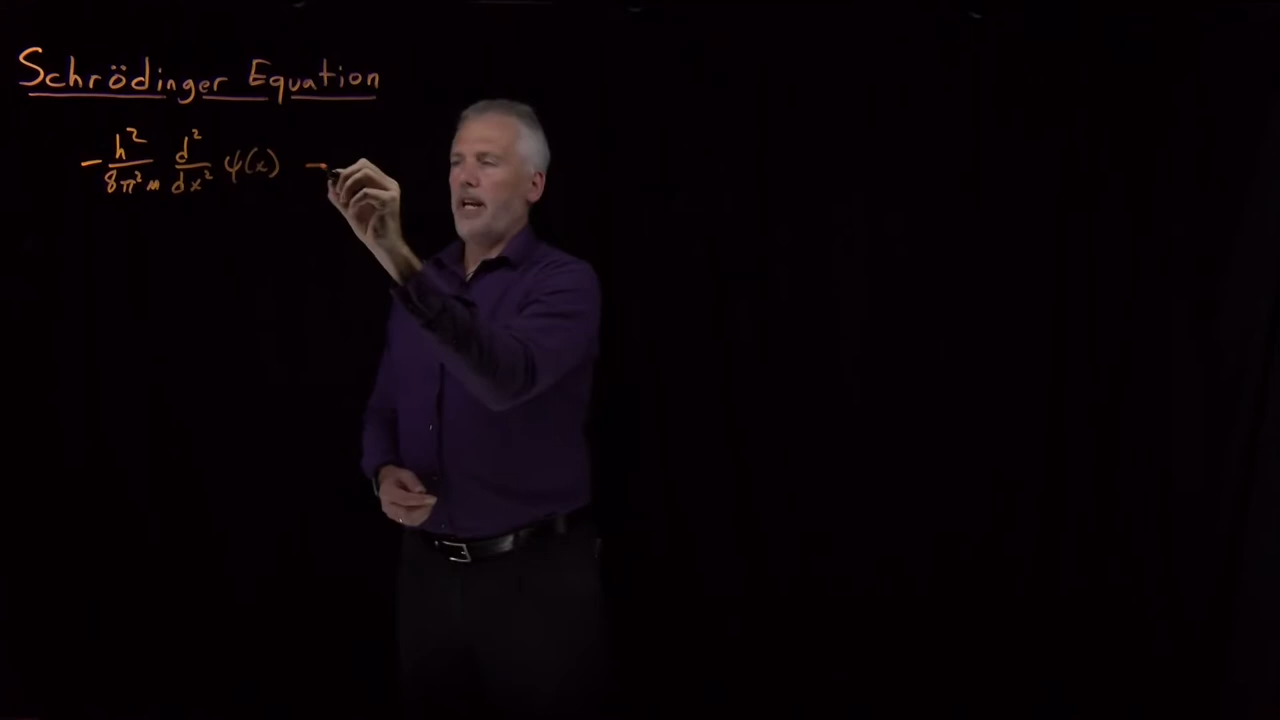 Schrödinger Equation
- h²/8π²m d²/dx² ψ(x) -